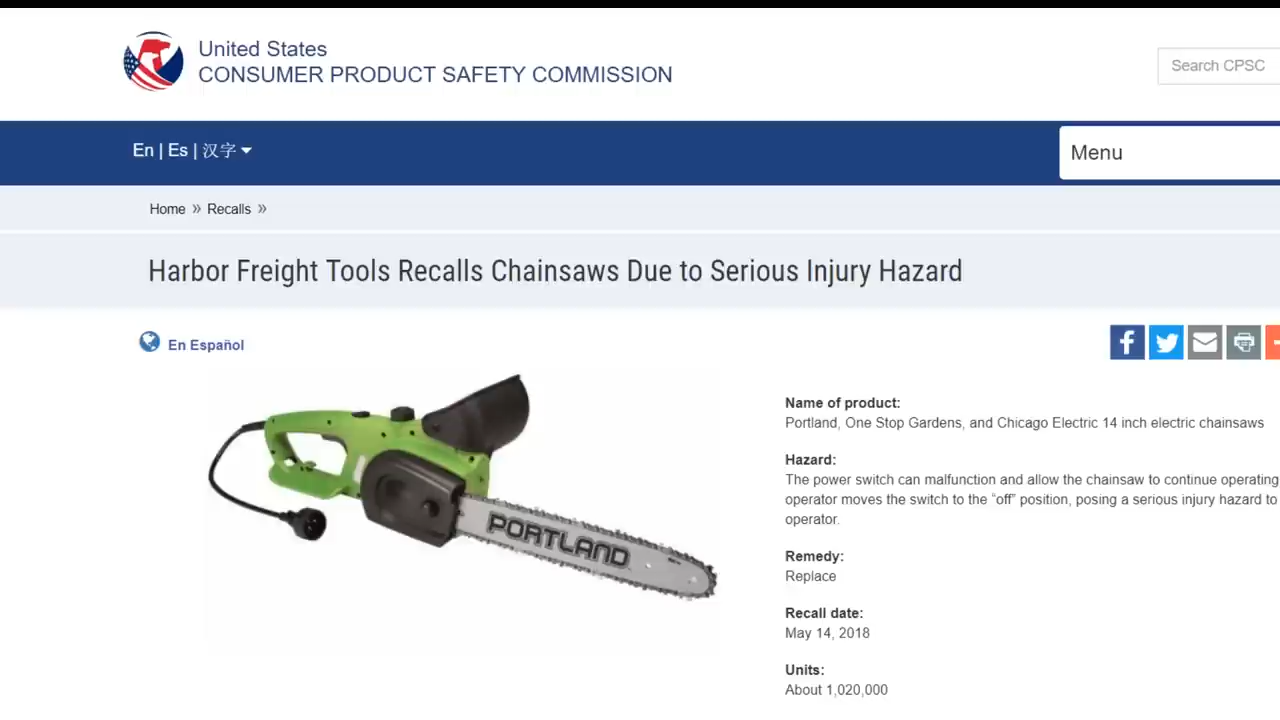 United States
CONSUMER PRODUCT SAFETY COMMISSION
Search CPSC
En | Es | 汉字
Menu
Home » Recalls »
Harbor Freight Tools Recalls Chainsaws Due to Serious Injury Hazard
En Español
PORTLAND
Name of product:
Portland, One Stop Gardens, and Chicago Electric 14 inch electric chainsaws
Hazard:
The power switch can malfunction and allow the chainsaw to continue operating
operator moves the switch to the “off” position, posing a serious injury hazard to
operator.
Remedy:
Replace
Recall date:
May 14, 2018
Units:
About 1,020,000